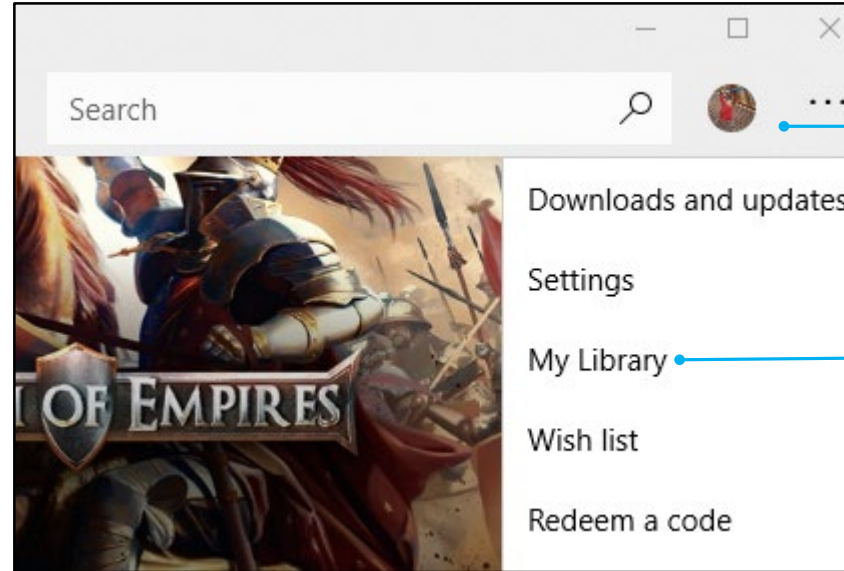 Search
...
Downloads and updates
Settings
My Library
OF EMPIRES
Wish list
Redeem a code